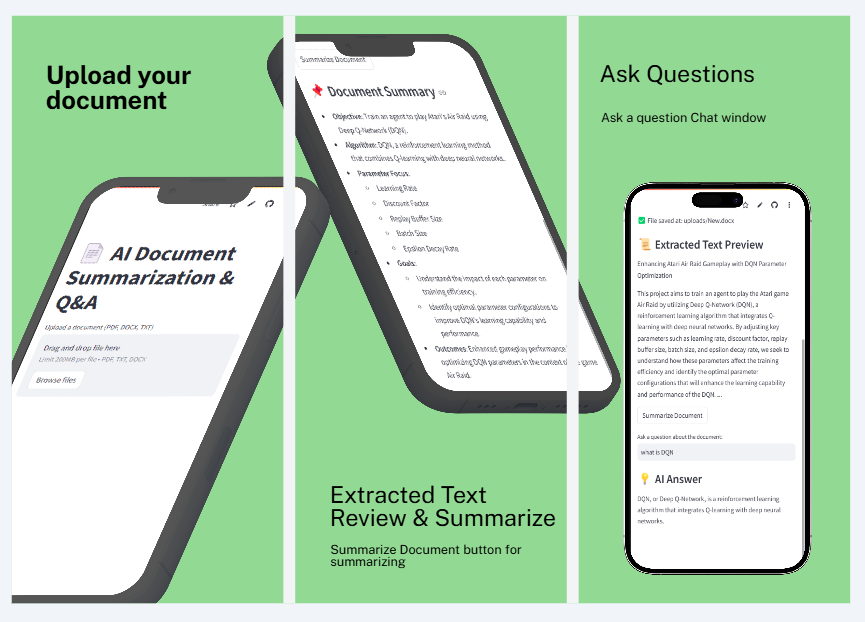 Upload your
document
Share
AI Document
Summarization &
Q&A
Upload a document (PDF, DOCX, TXT)
Drag and drop file here
Limit 200MB per file • PDF, TXT, DOCX
Browse files
Summarize Document
Document Summary
• Objective: Train an agent to play Atari's Air Raid using
Deep Q-Network (DQN).
• Algorithm: DQN, a reinforcement learning method
that combines Q-learning with deep neural networks.
• Parameter Focus:
○ Learning Rate
○ Discount Factor
○ Replay Buffer Size
○ Batch Size
○ Epsilon Decay Rate
• Goals:
○ Understand the impact of each parameter on
training efficiency.
○ Identify optimal parameter configurations to
improve DQN's learning capability and
performance.
• Outcomes: Enhanced gameplay performance
optimizing DQN parameters in the context of game
Air Raid.
Extracted Text
Review & Summarize
Summarize Document button for
summarizing
Ask Questions
Ask a question Chat window
File saved at: uploads/New.docx
Extracted Text Preview
Enhancing Atari Air Raid Gameplay with DQN Parameter
Optimization
This project aims to train an agent to play the Atari game
Air Raid by utilizing Deep Q-Network (DQN), a
reinforcement learning algorithm that integrates Q-
learning with deep neural networks. By adjusting key
parameters such as learning rate, discount factor, replay
buffer size, batch size, and epsilon decay rate, we seek to
understand how these parameters affect the training
efficiency and identify the optimal parameter
configurations that will enhance the learning capability
and performance of the DQN. ...
Summarize Document
Ask a question about the document:
what is DQN
AI Answer
DQN, or Deep Q-Network, is a reinforcement learning
algorithm that integrates Q-learning with deep neural
networks.